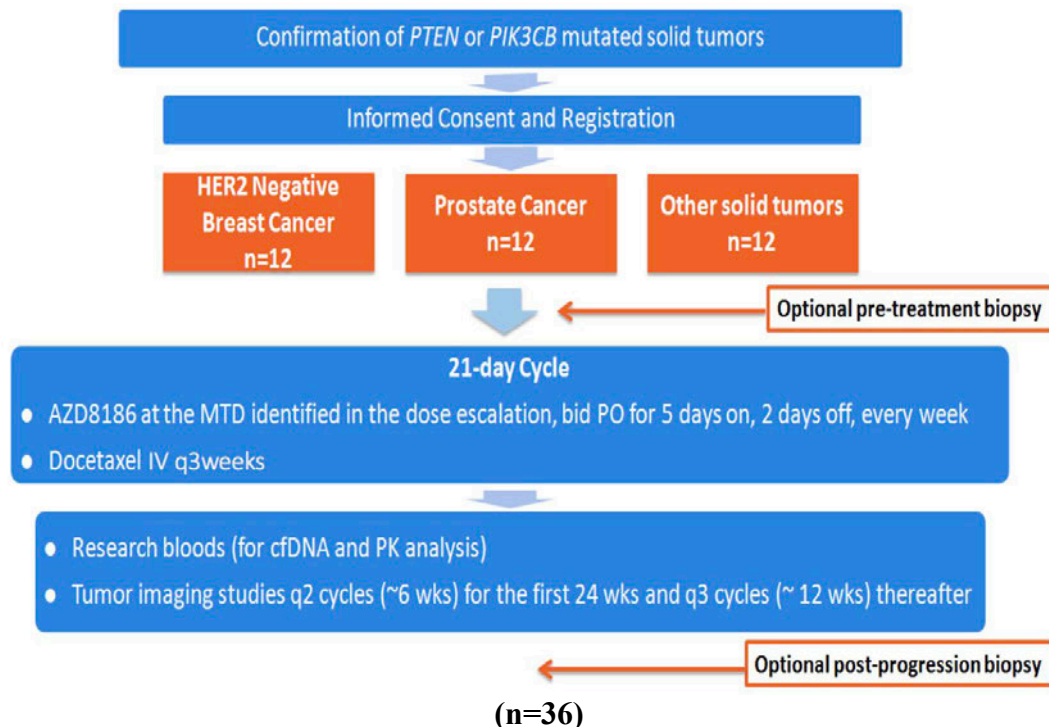 Confirmation of PTEN or PIK3CB mutated solid tumors
Informed Consent and Registration
HER2 Negative
Breast Cancer
n=12
Prostate Cancer
n=12
Other solid tumors
n=12
Optional pre-treatment biopsy
21-day Cycle
● AZD8186 at the MTD identified in the dose escalation, bid PO for 5 days on, 2 days off, every week
● Docetaxel IV q3weeks
● Research bloods (for cfDNA and PK analysis)
● Tumor imaging studies q2 cycles (~6 wks) for the first 24 wks and q3 cycles (~ 12 wks) thereafter
Optional post-progression biopsy
(n=36)